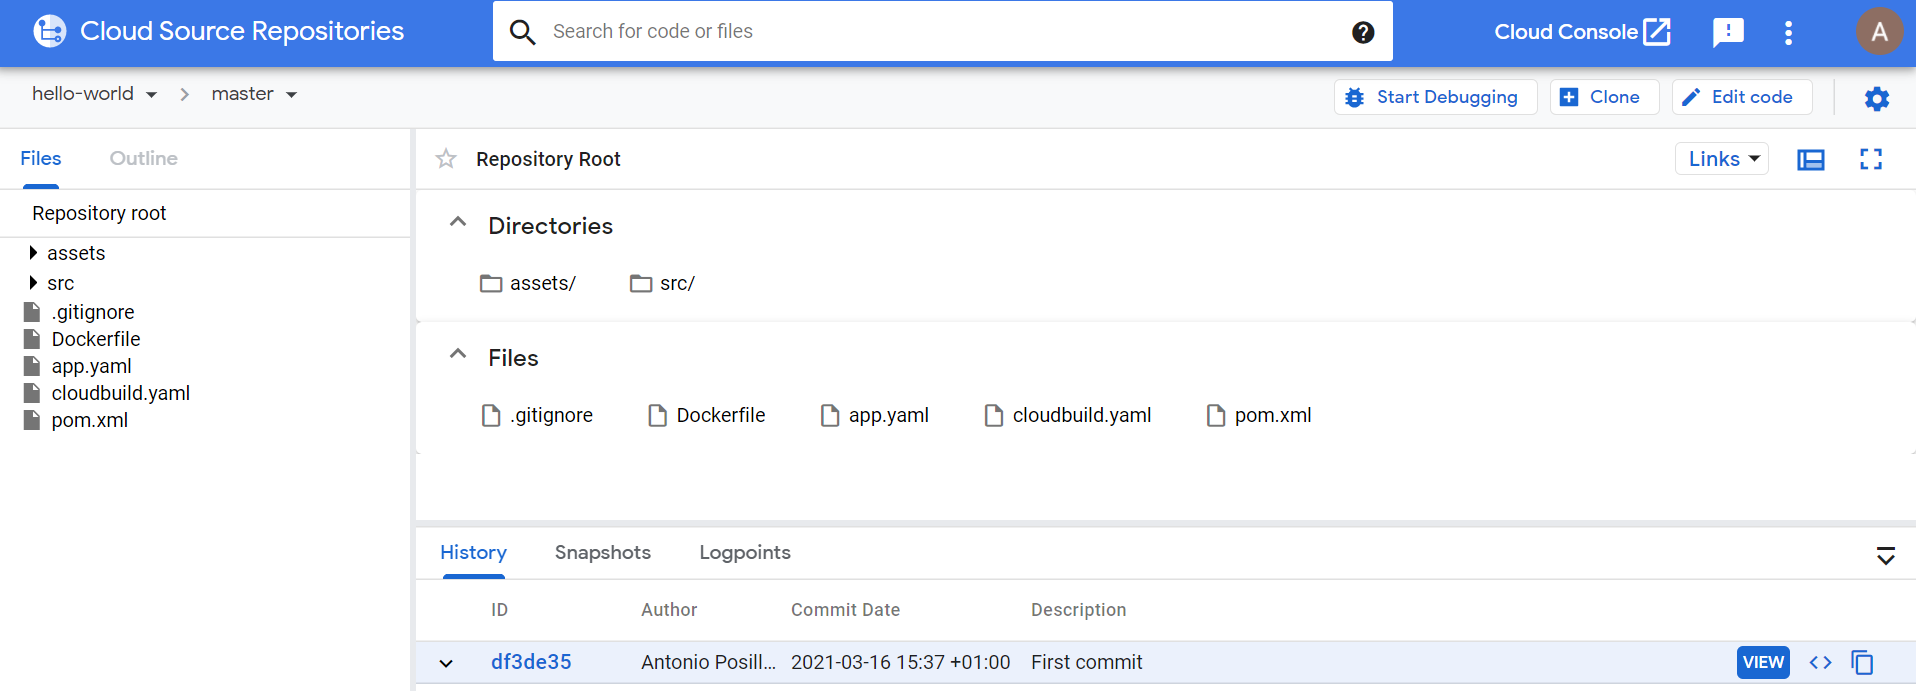 Cloud Source Repositories
Search for code or files
Cloud Console
A
hello-world
master
Start Debugging
Clone
Edit code
Files
Outline
Repository Root
Links
Repository root
assets
src
.gitignore
Dockerfile
app.yaml
cloudbuild.yaml
pom.xml
Directories
assets/
src/
Files
.gitignore
Dockerfile
app.yaml
cloudbuild.yaml
pom.xml
History
Snapshots
Logpoints
ID
Author
Commit Date
Description
df3de35
Antonio Posill...
2021-03-16 15:37 +01:00
First commit
VIEW